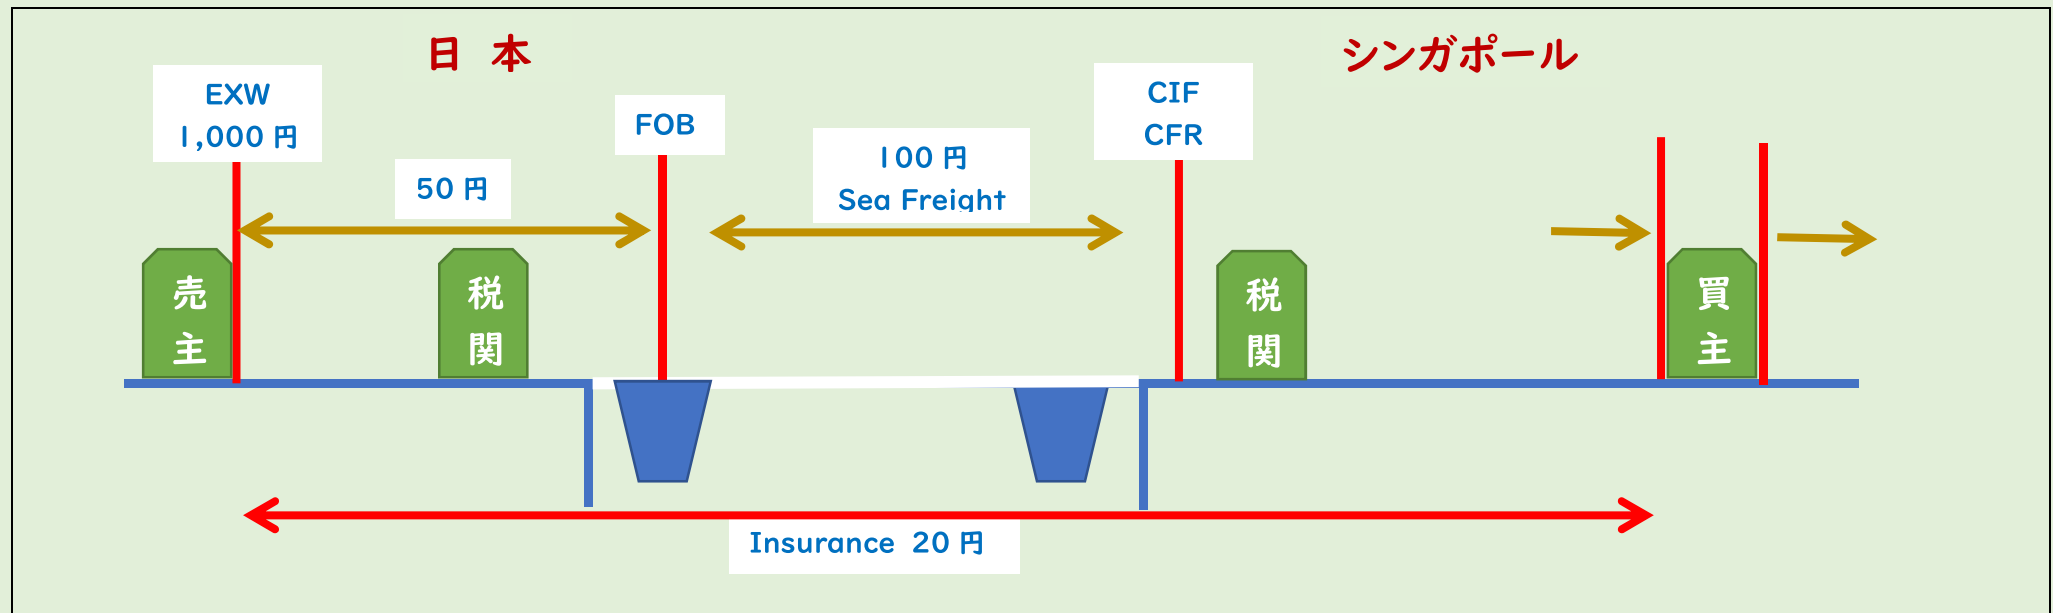 日 本
シンガポール
EXW
1,000 円
FOB
CIF
CFR
50 円
100 円
Sea Freight
売
主
税
関
税
関
買
主
Insurance 20 円